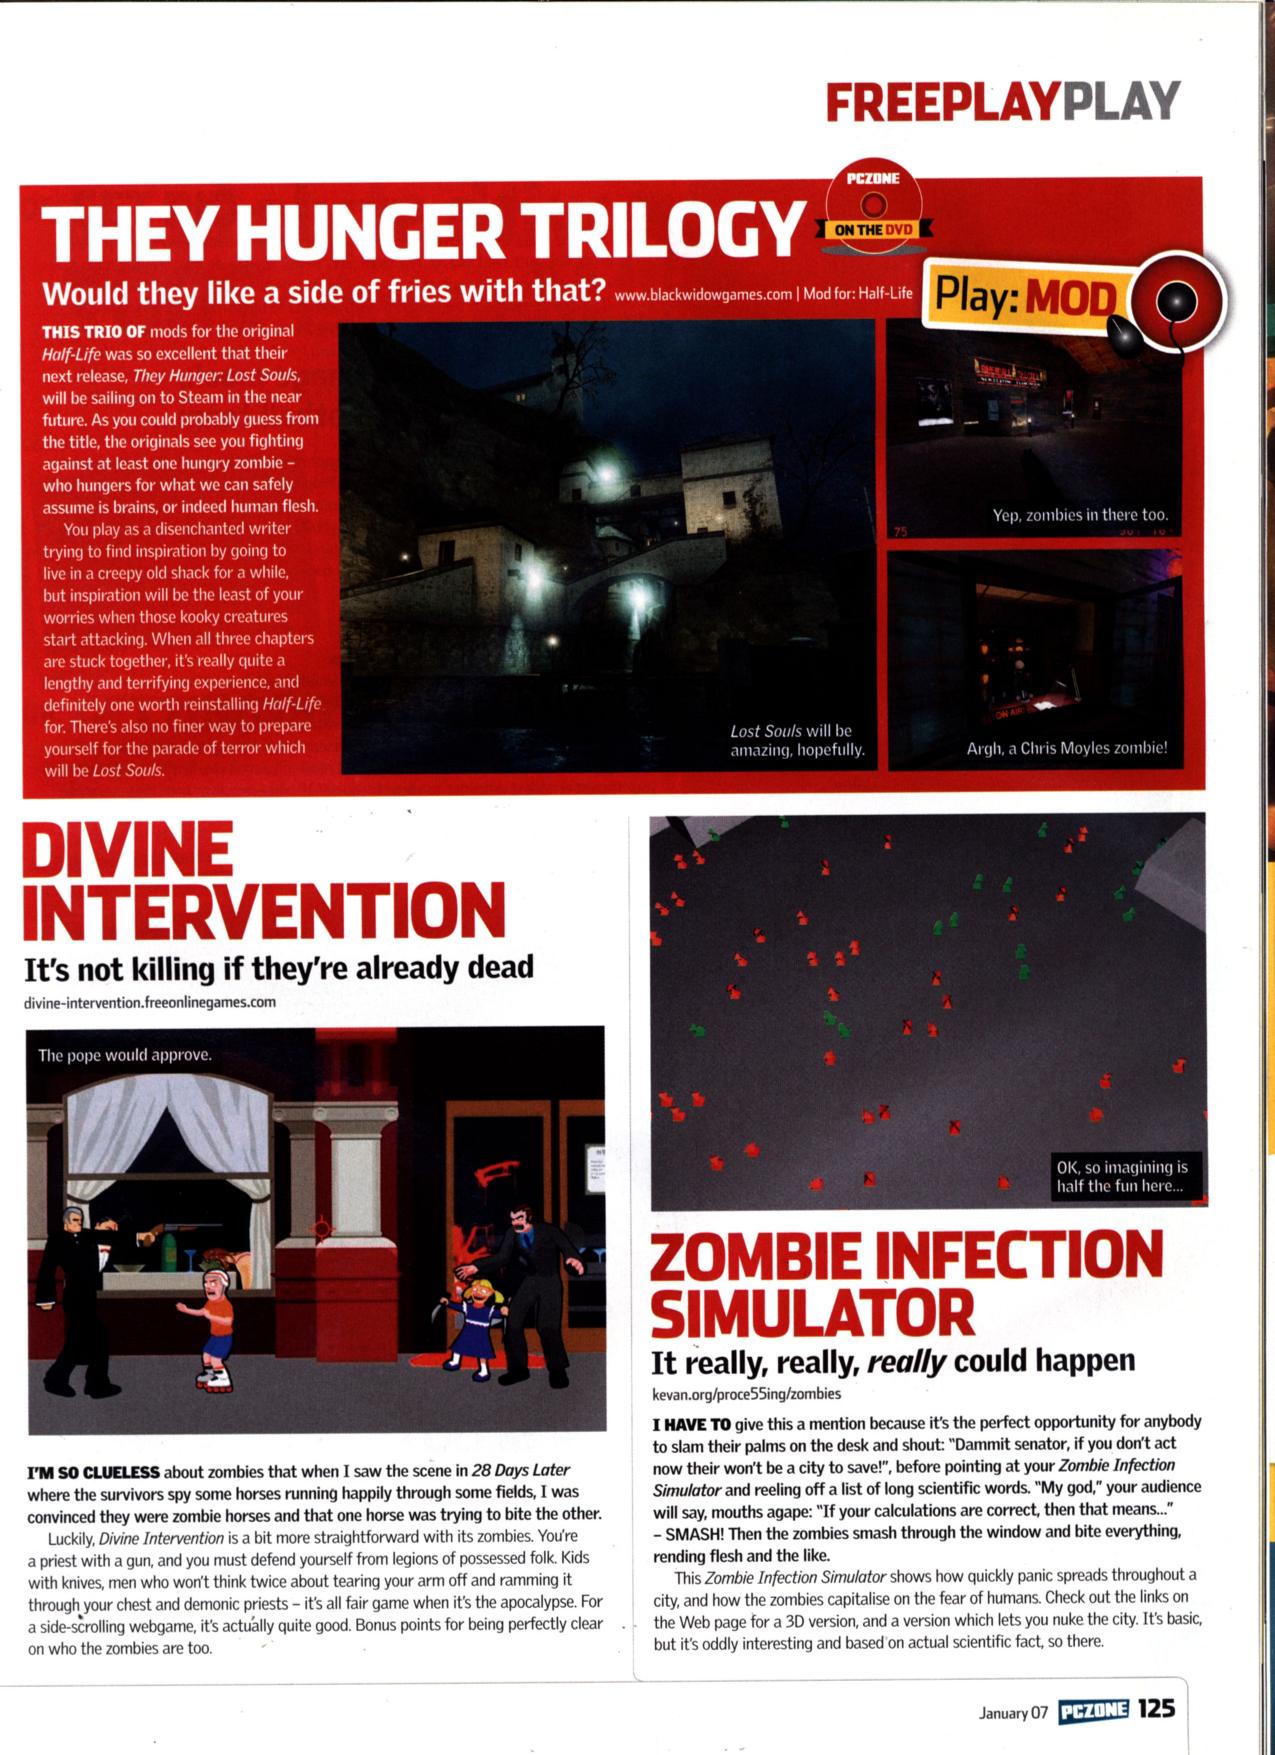 FREEPLAYPLAY
THEY HUNGER TRILOGY
PCZONE
ON THE DVD
Would they like a side of fries with that? www.blackwidowgames.com | Mod for: Half-Life
Play: MOD
THIS TRIO OF mods for the original
Half-Life was so excellent that their
next release, They Hunger: Lost Souls,
will be sailing on to Steam in the near
future. As you could probably guess from
the title, the originals see you fighting
against at least one hungry zombie –
who hungers for what we can safely
assume is brains, or indeed human flesh.
You play as a disenchanted writer
trying to find inspiration by going to
live in a creepy old shack for a while,
but inspiration will be the least of your
worries when those kooky creatures
start attacking. When all three chapters
are stuck together, it's really quite a
lengthy and terrifying experience, and
definitely one worth reinstalling Half-Life
for. There's also no finer way to prepare
yourself for the parade of terror which
will be Lost Souls.
Lost Souls will be
amazing, hopefully.
Yep, zombies in there too.
75
ON AIR
Argh, a Chris Moyles zombie!
DIVINE
INTERVENTION
It's not killing if they're already dead
divine-intervention.freeonlinegames.com
The pope would approve.
I'M SO CLUELESS about zombies that when I saw the scene in 28 Days Later
where the survivors spy some horses running happily through some fields, I was
convinced they were zombie horses and that one horse was trying to bite the other.
Luckily, Divine Intervention is a bit more straightforward with its zombies. You're
a priest with a gun, and you must defend yourself from legions of possessed folk. Kids
with knives, men who won't think twice about tearing your arm off and ramming it
through your chest and demonic priests – it's all fair game when it's the apocalypse. For
a side-scrolling webgame, it's actually quite good. Bonus points for being perfectly clear
on who the zombies are too.
OK, so imagining is
half the fun here...
ZOMBIE INFECTION
SIMULATOR
It really, really, really could happen
kevan.org/proce55ing/zombies
I HAVE TO give this a mention because it's the perfect opportunity for anybody
to slam their palms on the desk and shout: "Dammit senator, if you don't act
now their won't be a city to save!", before pointing at your Zombie Infection
Simulator and reeling off a list of long scientific words. "My god," your audience
will say, mouths agape: "If your calculations are correct, then that means..."
– SMASH! Then the zombies smash through the window and bite everything,
rending flesh and the like.
This Zombie Infection Simulator shows how quickly panic spreads throughout a
city, and how the zombies capitalise on the fear of humans. Check out the links on
the Web page for a 3D version, and a version which lets you nuke the city. It's basic,
but it's oddly interesting and based on actual scientific fact, so there.
January 07 PCZONE 125